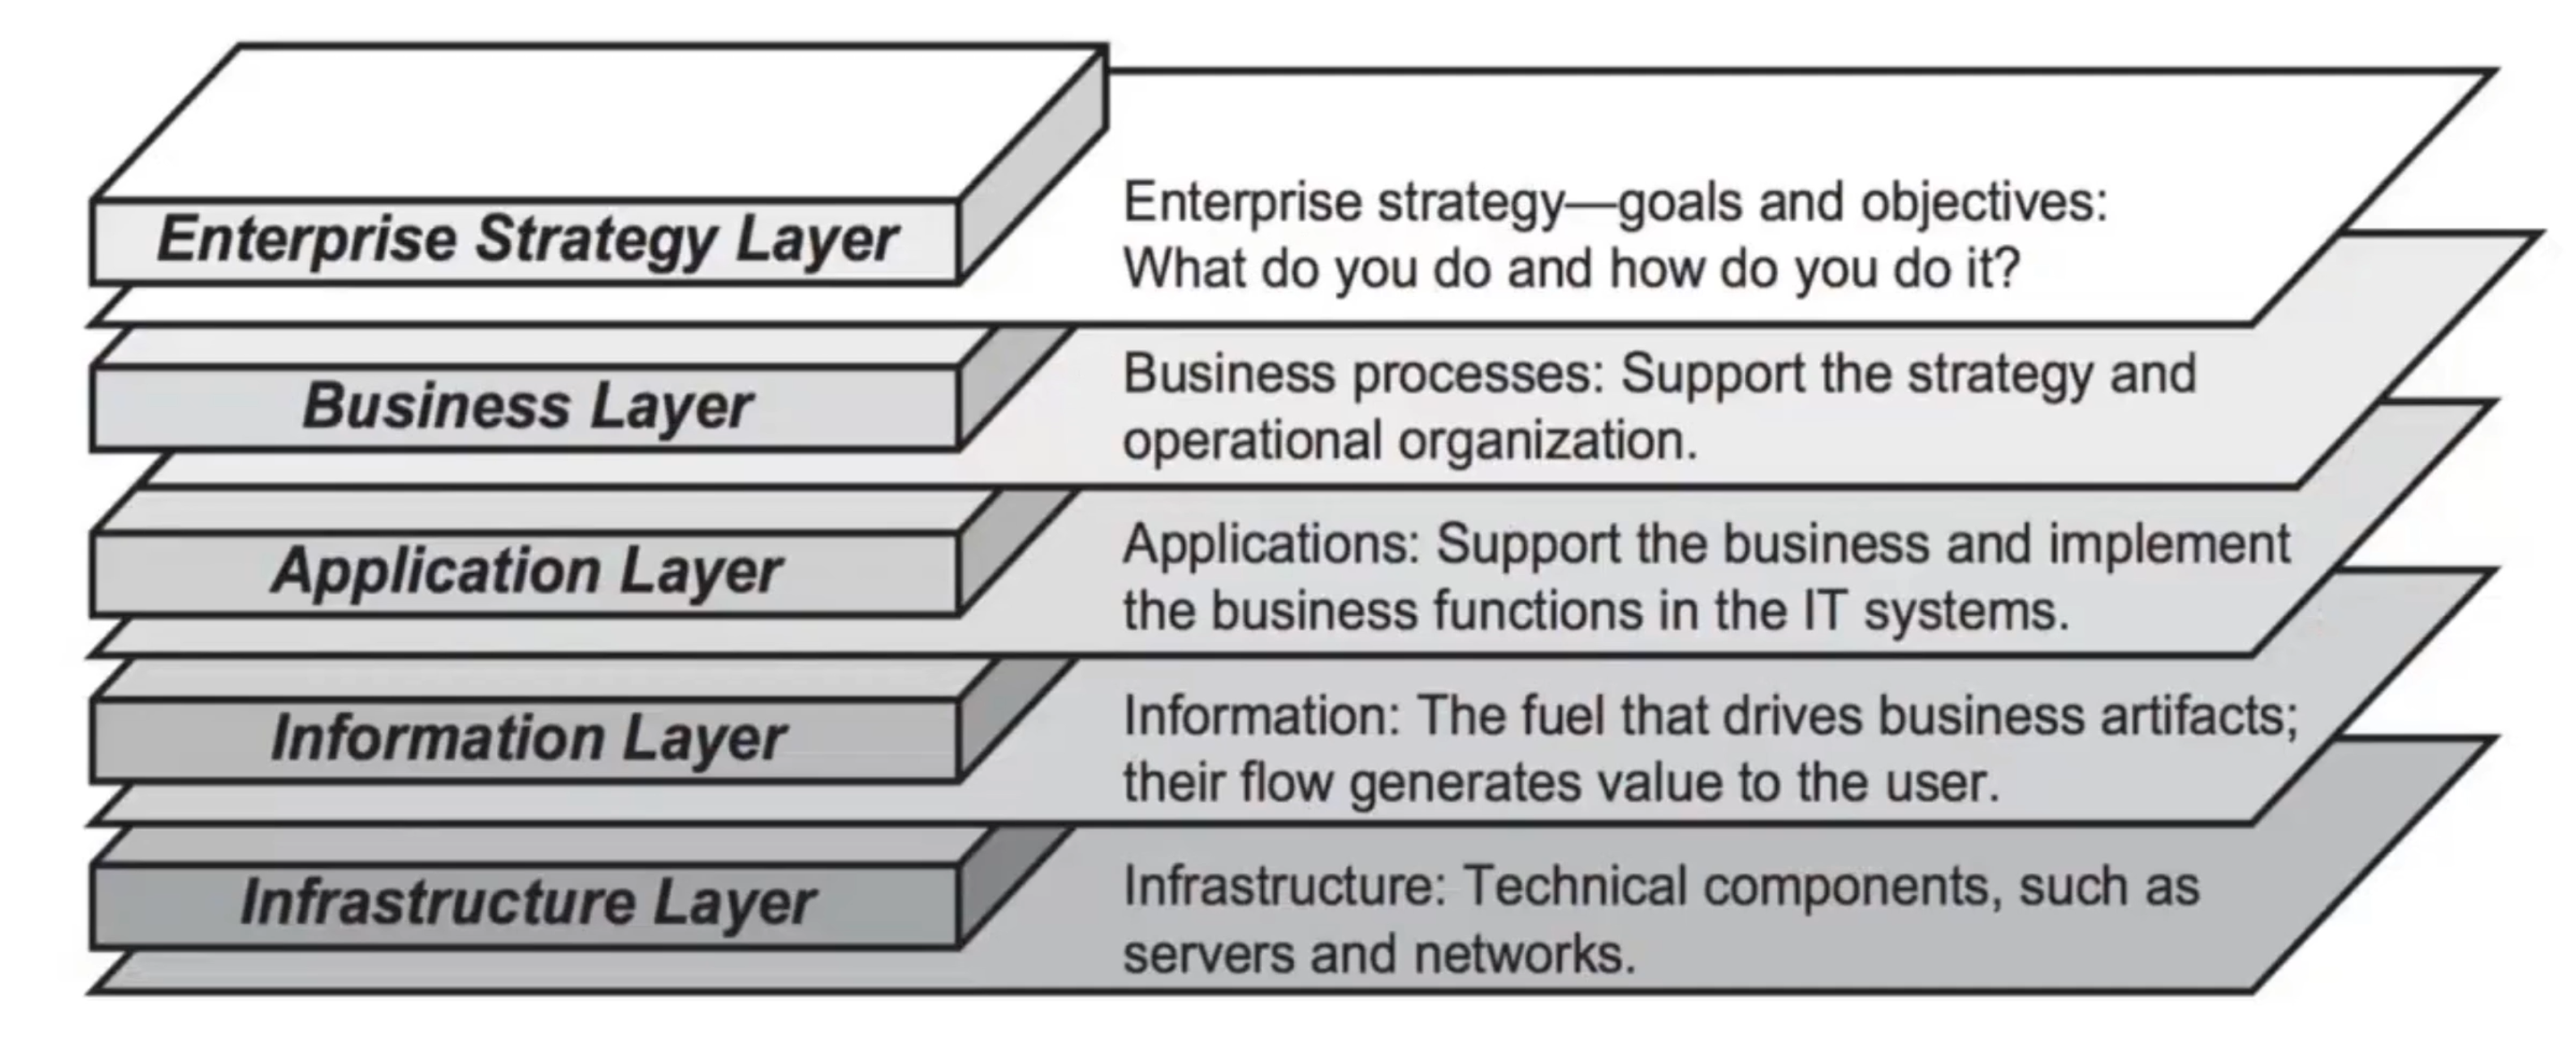 Enterprise Strategy Layer
Enterprise strategy—goals and objectives:
What do you do and how do you do it?
Business Layer
Business processes: Support the strategy and
operational organization.
Application Layer
Applications: Support the business and implement
the business functions in the IT systems.
Information Layer
Information: The fuel that drives business artifacts;
their flow generates value to the user.
Infrastructure Layer
Infrastructure: Technical components, such as
servers and networks.